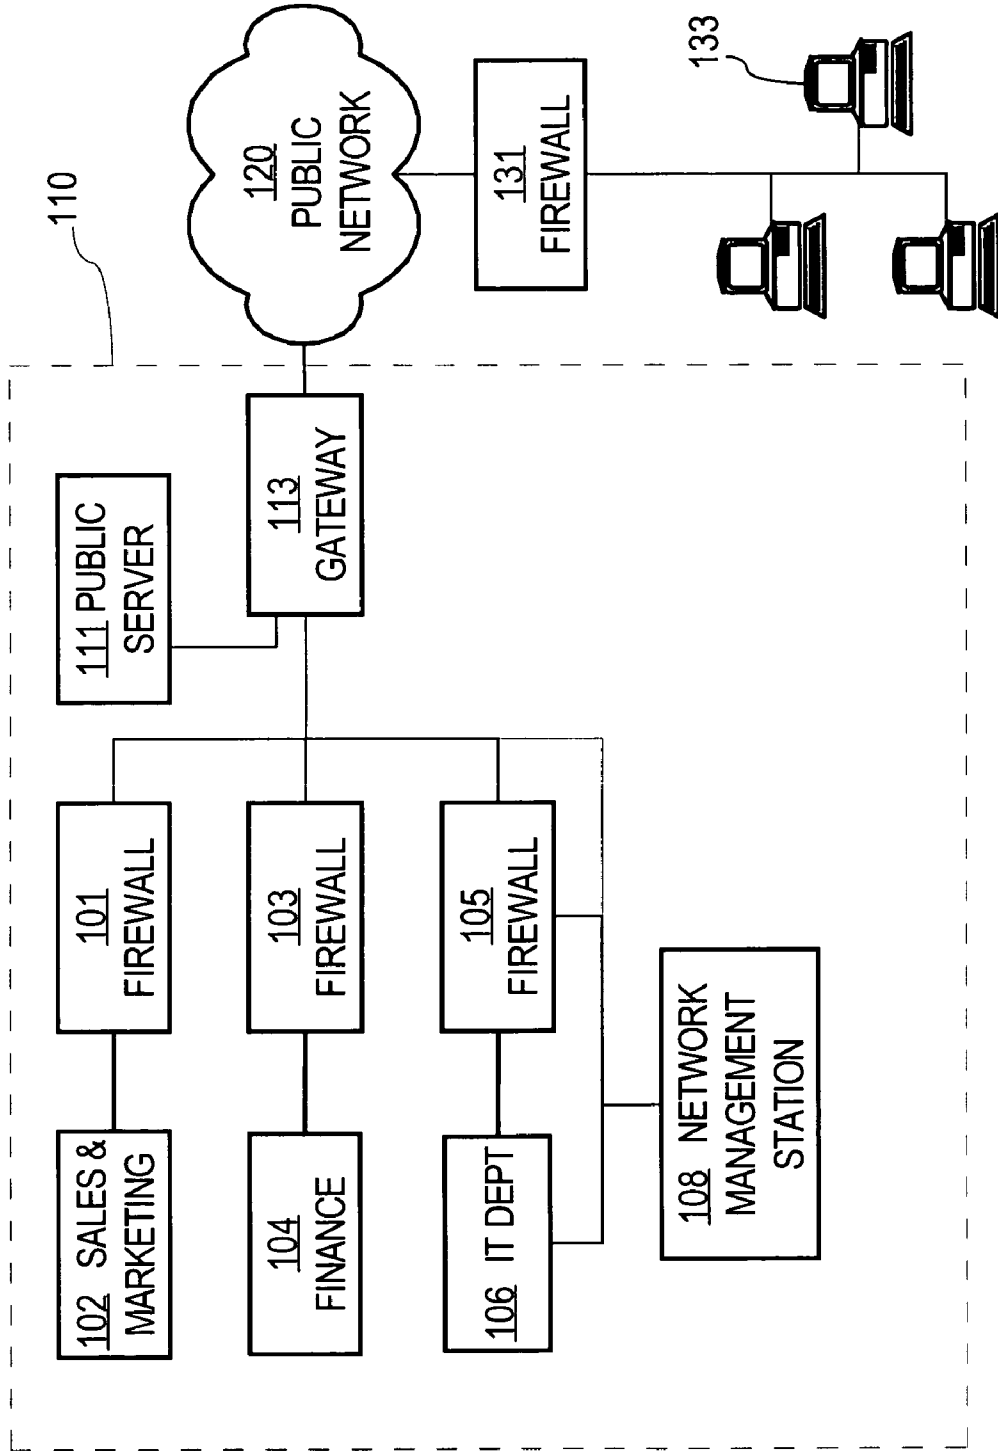 110
102 SALES &
MARKETING
101
FIREWALL
111 PUBLIC
SERVER
104
FINANCE
103
FIREWALL
113
GATEWAY
120
PUBLIC
NETWORK
106 IT DEPT
105
FIREWALL
131
FIREWALL
108 NETWORK
MANAGEMENT
STATION
133